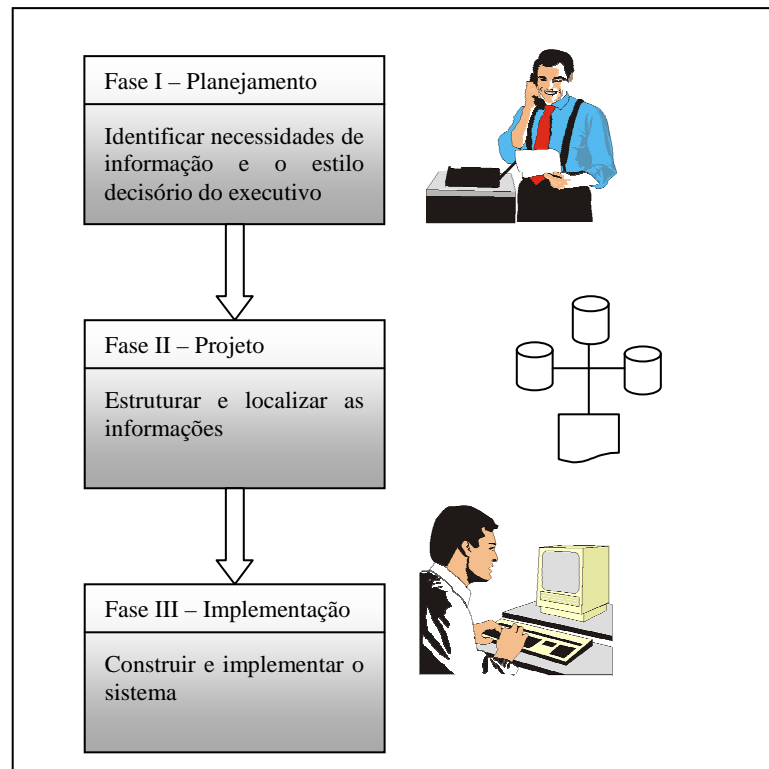 Fase I – Planejamento
Identificar necessidades de
informação e o estilo
decisório do executivo
Fase II – Projeto
Estruturar e localizar as
informações
Fase III – Implementação
Construir e implementar o
sistema